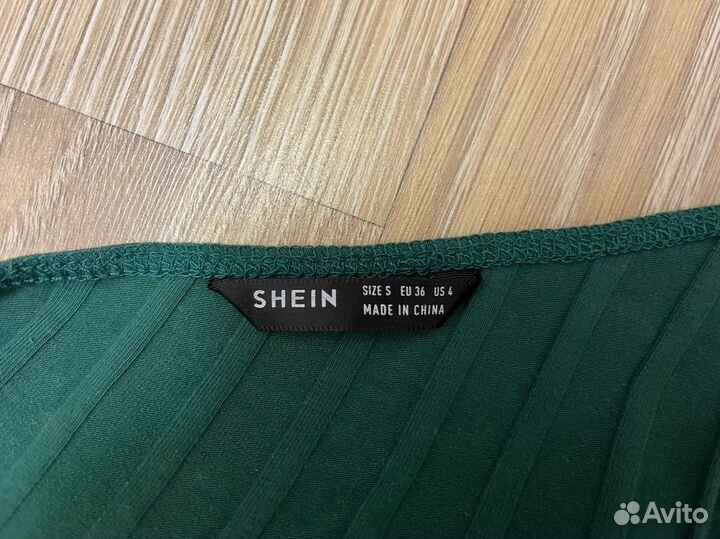 SHEIN
SIZE S EU 36 US 4
MADE IN CHINA
Avito